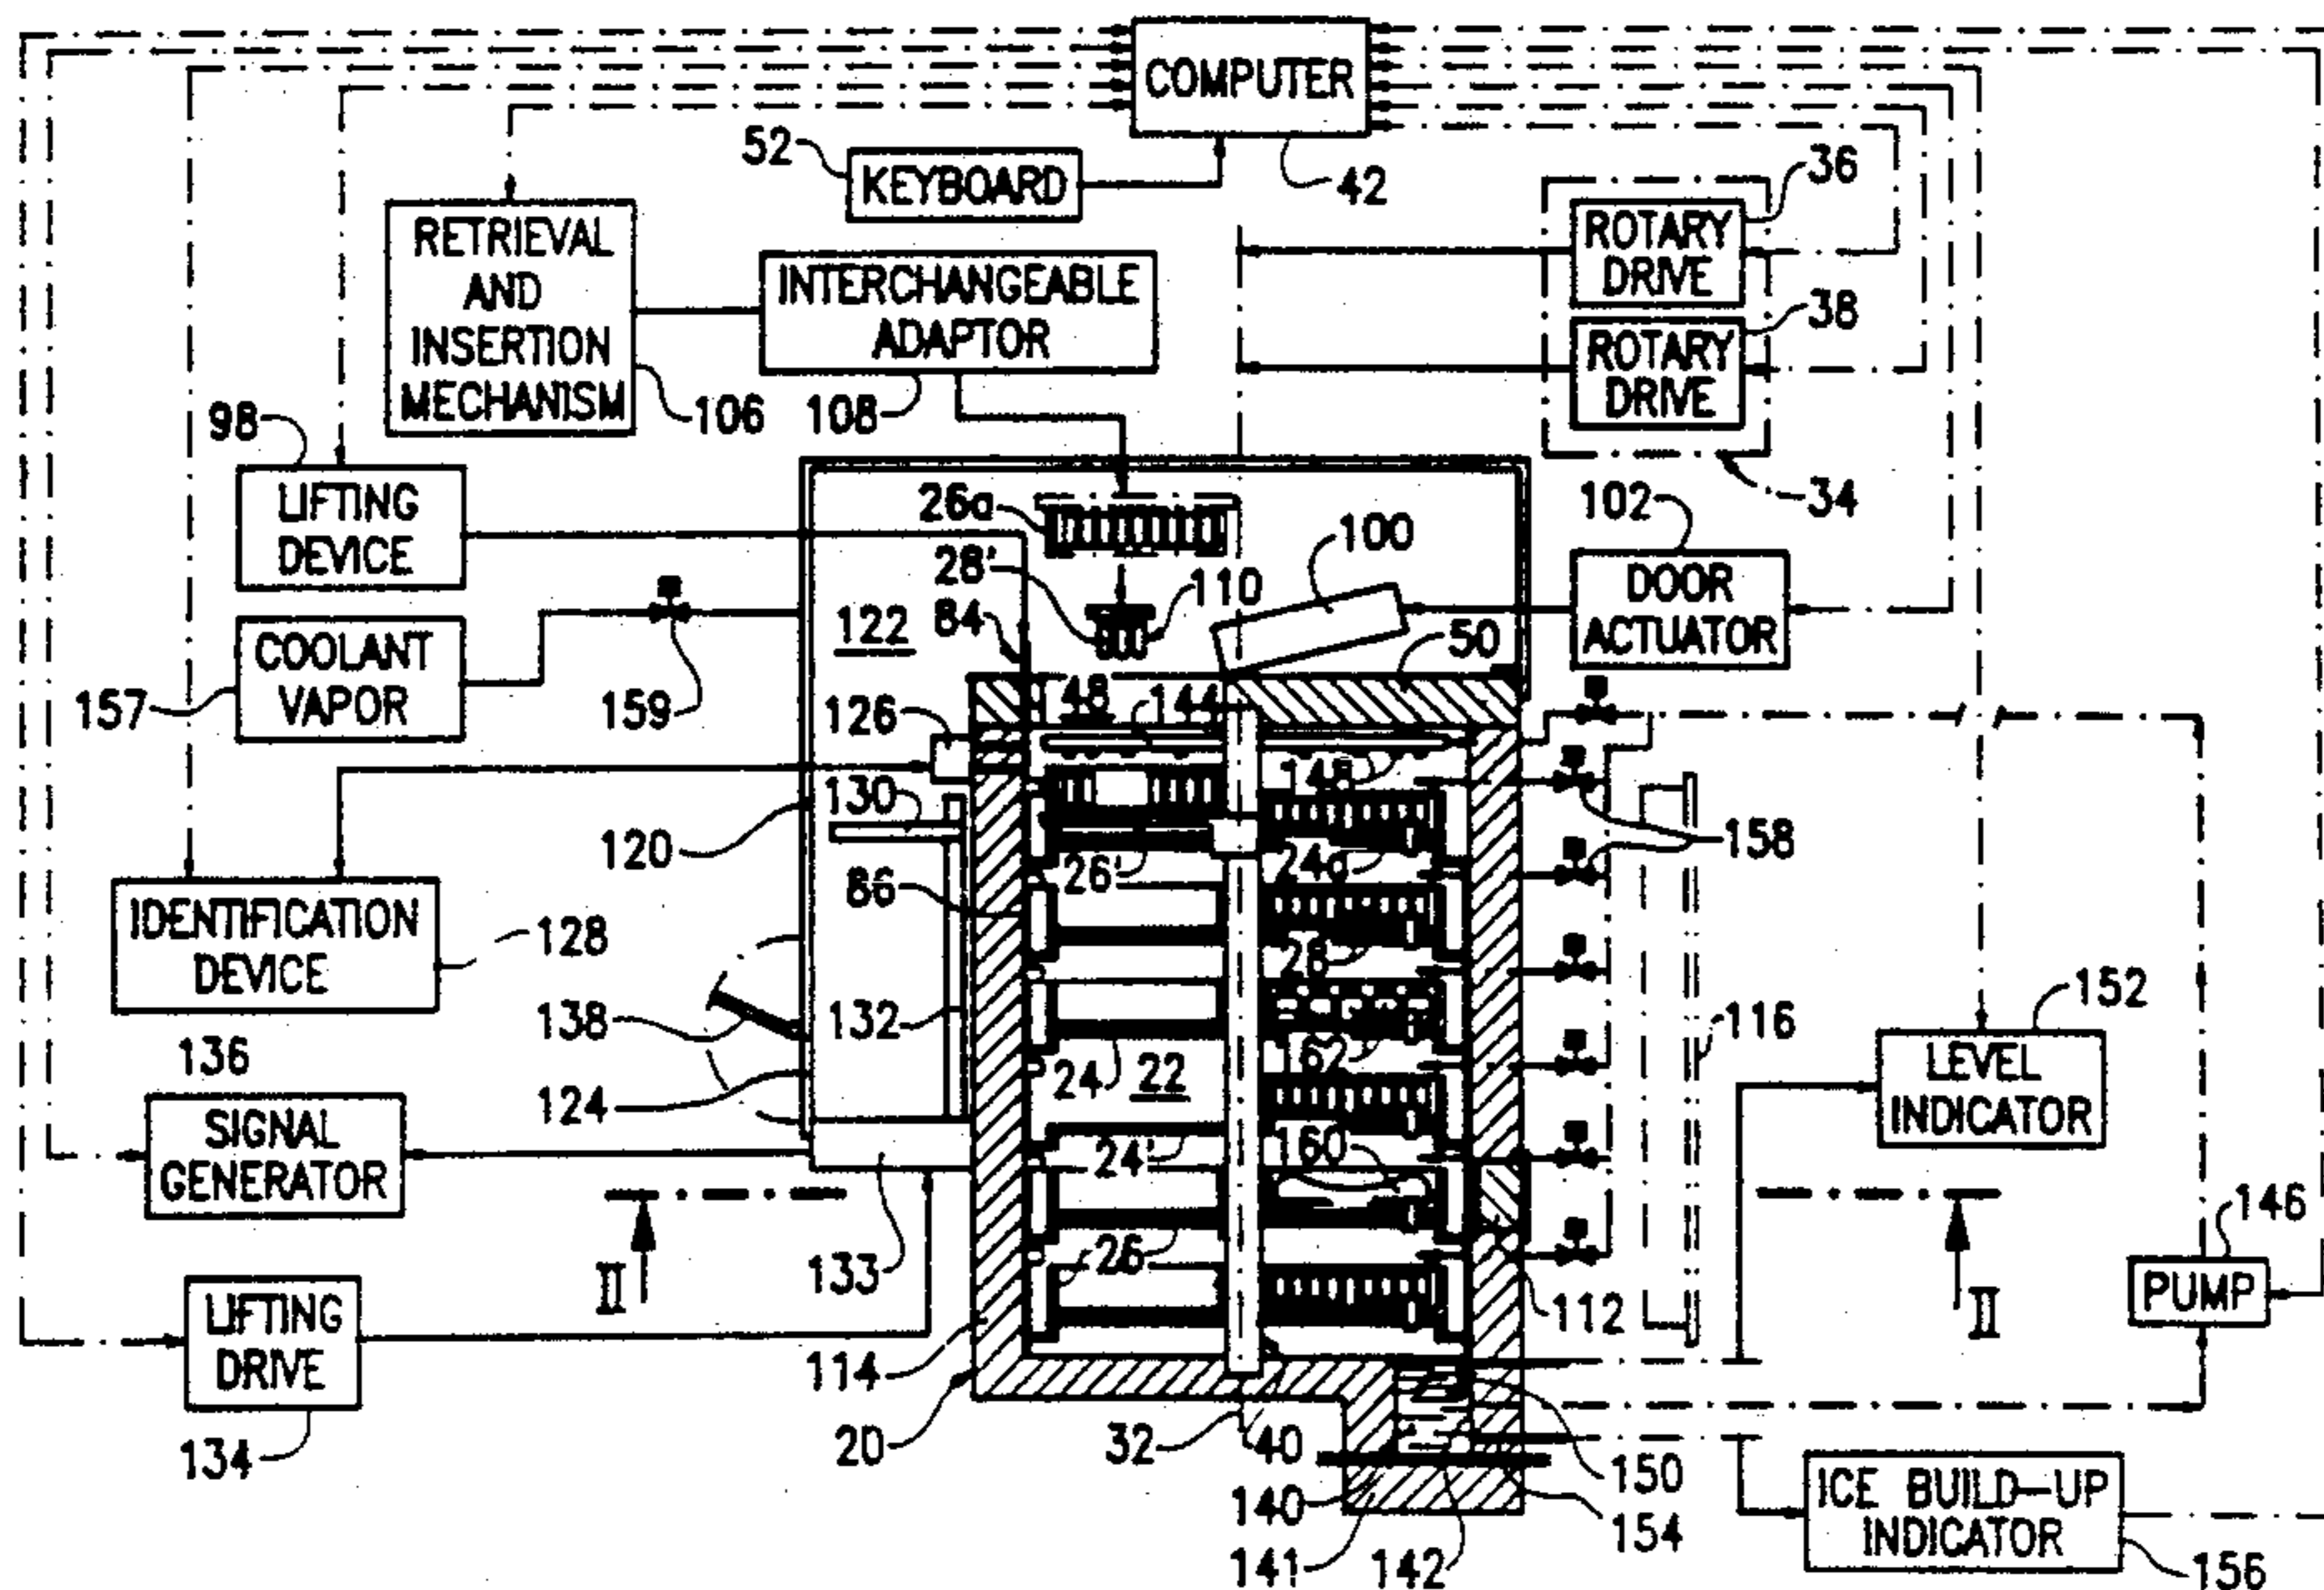 COMPUTER
52
KEYBOARD
42
36
ROTARY
DRIVE
38
ROTARY
DRIVE
34
RETRIEVAL
AND
INSERTION
MECHANISM
106
INTERCHANGEABLE
ADAPTOR
108
98
LIFTING
DEVICE
26a
28'
84
110
100
102
DOOR
ACTUATOR
50
122
COOLANT
VAPOR
157
159
126
48
144
148
130
120
26'
24a
158
86
28
IDENTIFICATION
DEVICE
128
138
132
162
116
152
LEVEL
INDICATOR
136
124
24
22
SIGNAL
GENERATOR
24'
160
II
133
26
112
II
146
PUMP
LIFTING
DRIVE
134
114
20
32
40
150
140
141
142
154
ICE BUILD-UP
INDICATOR
156